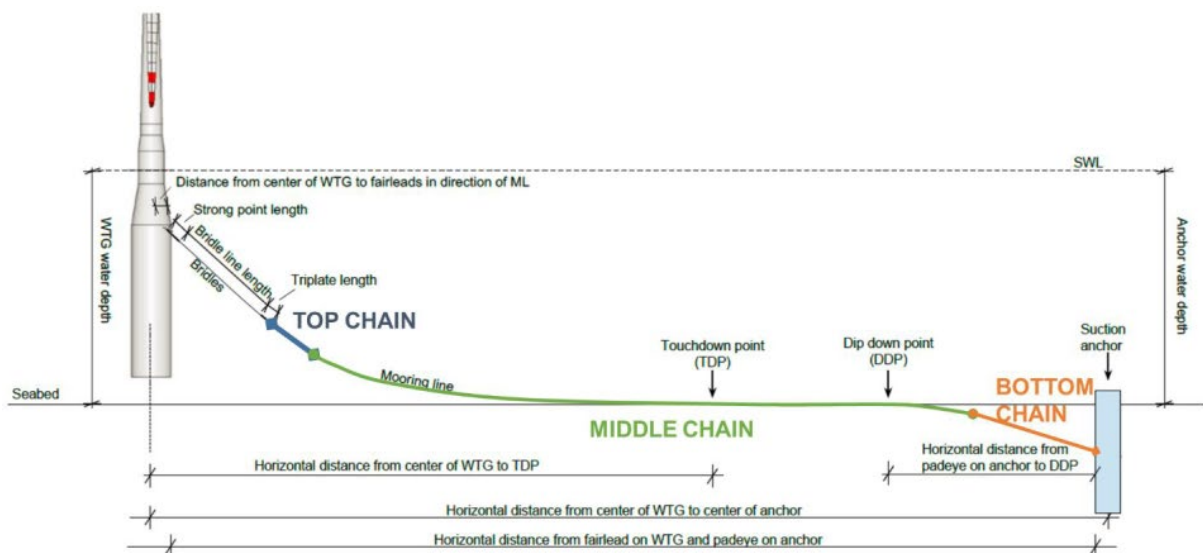 SWL
Distance from center of WTG to fairleads in direction of ML
Strong point length
WTG water depth
Bridle line length
Bridles
Triplate length
Anchor water depth
TOP CHAIN
Touchdown point
(TDP)
Dip down point
(DDP)
Suction
anchor
Mooring line
Seabed
BOTTOM
CHAIN
MIDDLE CHAIN
Horizontal distance from
padeye on anchor to DDP
Horizontal distance from center of WTG to TDP
Horizontal distance from center of WTG to center of anchor
Horizontal distance from fairlead on WTG and padeye on anchor